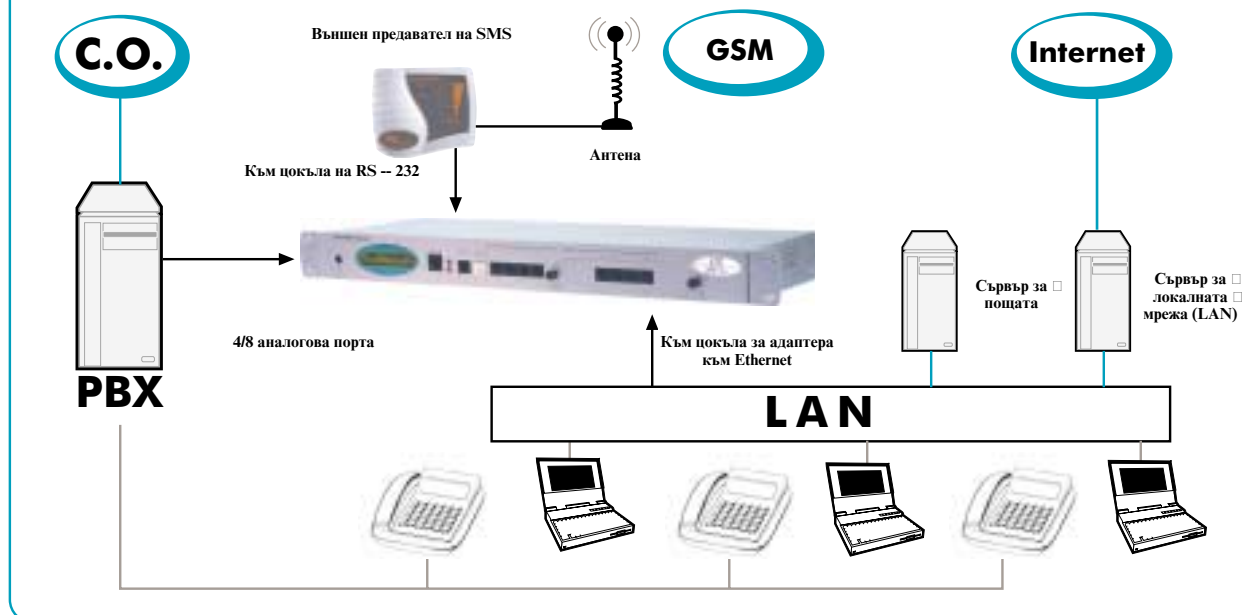 C.O.
Външен предавател на SMS
GSM
Internet
Антена
Към цокъла на RS -- 232
Сървър за □
пощата
Сървър за □
локалната □
мрежа (LAN)
4/8 аналогова порта
Към цокъла за адаптера
към Ethernet
PBX
LAN